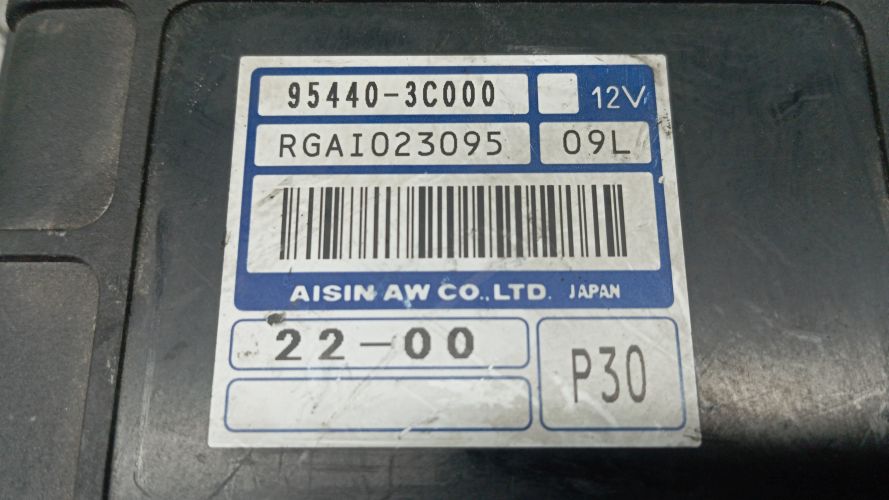 95440-3C000 12V
RGAI023095 09L
AISIN AW CO.,LTD. JAPAN
22-00
P30